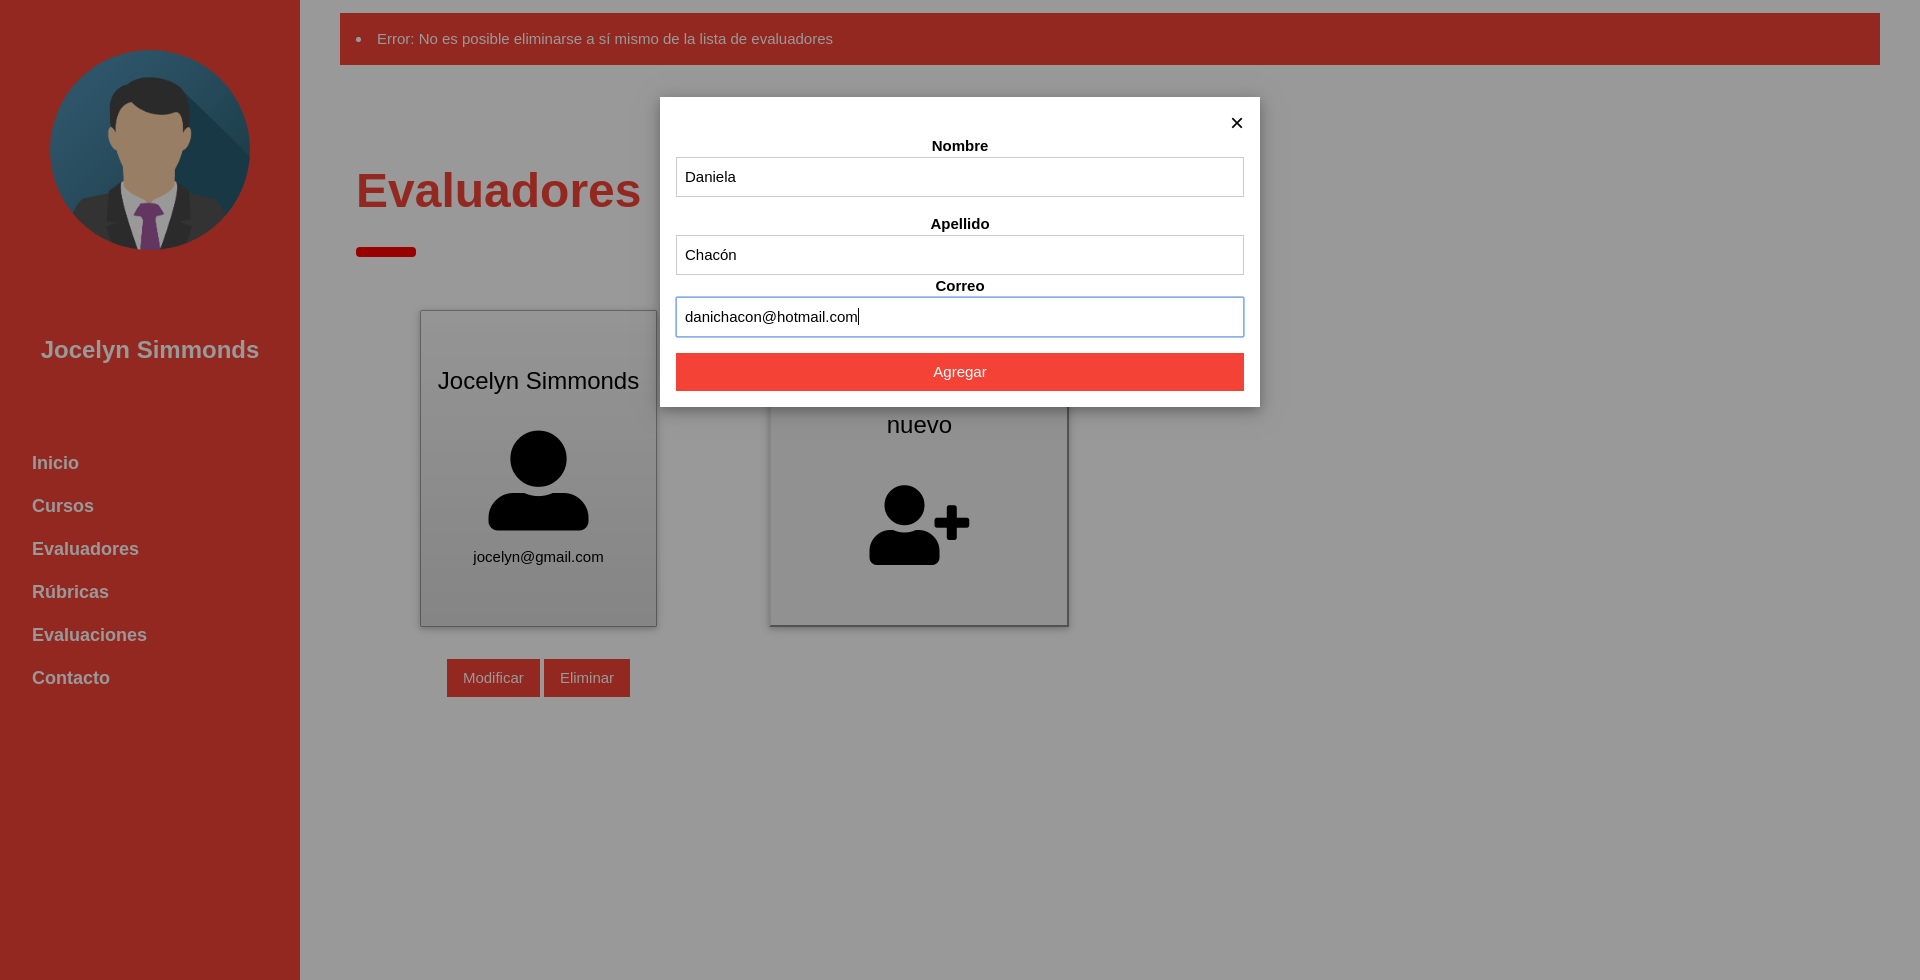 Error: No es posible eliminarse a sí mismo de la lista de evaluadores
Jocelyn Simmonds
Inicio
Cursos
Evaluadores
Rúbricas
Evaluaciones
Contacto
Evaluadores
Jocelyn Simmonds
jocelyn@gmail.com
Modificar
Eliminar
nuevo
×
Nombre
Daniela
Apellido
Chacón
Correo
danichacon@hotmail.com
Agregar